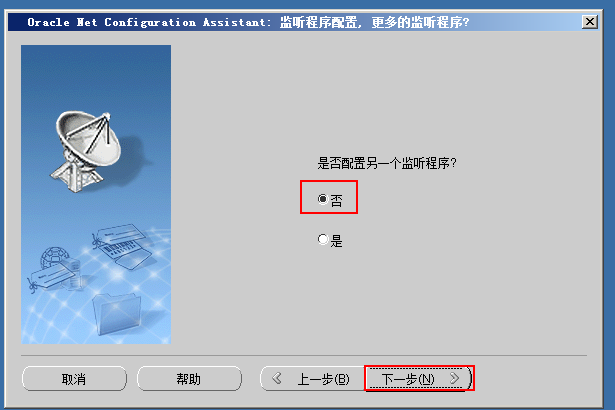 Oracle Net Configuration Assistant: 监听程序配置, 更多的监听程序?
是否配置另一个监听程序?
否
是
取消
帮助
上一步(B)
下一步(N)